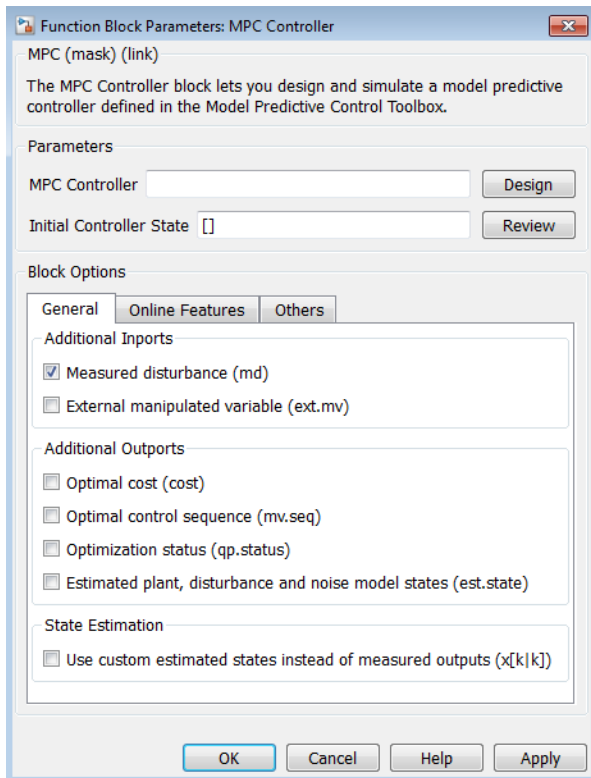 Function Block Parameters: MPC Controller
MPC (mask) (link)
The MPC Controller block lets you design and simulate a model predictive
controller defined in the Model Predictive Control Toolbox.
Parameters
MPC Controller Design
Initial Controller State [] Review
Block Options
General Online Features Others
Additional Inports
Measured disturbance (md)
External manipulated variable (ext.mv)
Additional Outports
Optimal cost (cost)
Optimal control sequence (mv.seq)
Optimization status (qp.status)
Estimated plant, disturbance and noise model states (est.state)
State Estimation
Use custom estimated states instead of measured outputs (x[k|k])
OK Cancel Help Apply